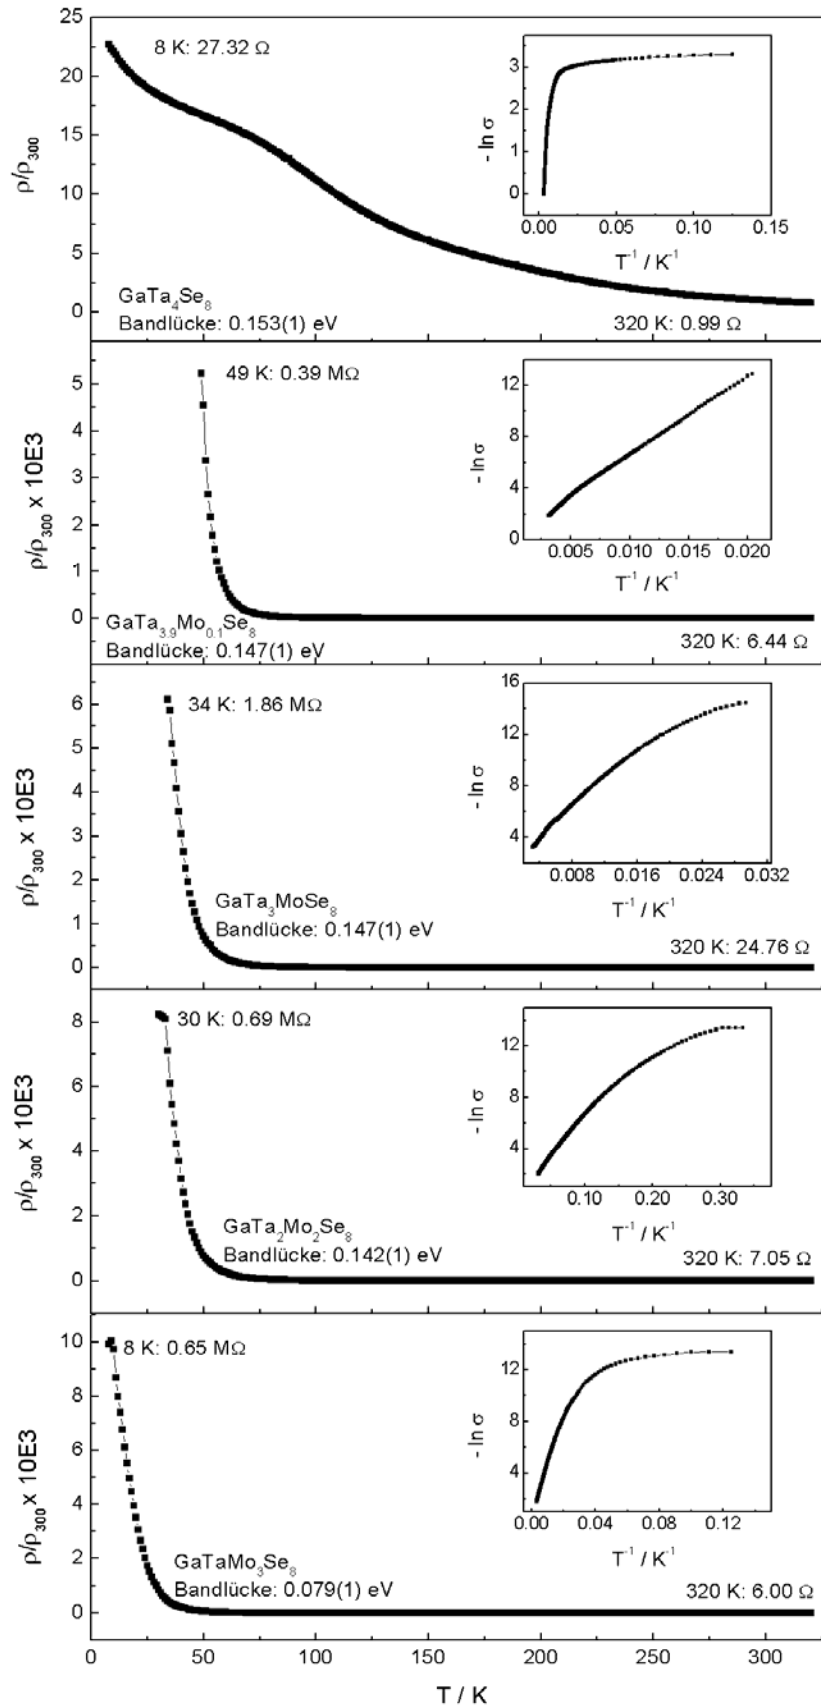 25
20
15
10
5
0
ρ/ρ300
8 K: 27.32 Ω
3
2
1
0
- ln σ
0.00 0.05 0.10 0.15
T-1 / K-1
GaTa4Se8
Bandlücke: 0.153(1) eV
320 K: 0.99 Ω
5
4
3
2
1
0
ρ/ρ300 x 10E3
49 K: 0.39 MΩ
12
8
4
0
- ln σ
0.005 0.010 0.015 0.020
T-1 / K-1
GaTa3.9Mo0.1Se8
Bandlücke: 0.147(1) eV
320 K: 6.44 Ω
6
5
4
3
2
1
0
ρ/ρ300 x 10E3
34 K: 1.86 MΩ
16
12
8
4
- ln σ
0.008 0.016 0.024 0.032
T-1 / K-1
GaTa3MoSe8
Bandlücke: 0.147(1) eV
320 K: 24.76 Ω
8
6
4
2
0
ρ/ρ300 x 10E3
30 K: 0.69 MΩ
12
8
4
- ln σ
0.10 0.20 0.30
T-1 / K-1
GaTa2Mo2Se8
Bandlücke: 0.142(1) eV
320 K: 7.05 Ω
10
8
6
4
2
0
ρ/ρ300 x 10E3
8 K: 0.65 MΩ
12
8
4
- ln σ
0.00 0.04 0.08 0.12
T-1 / K-1
GaTaMo3Se8
Bandlücke: 0.079(1) eV
320 K: 6.00 Ω
0 50 100 150 200 250 300
T / K